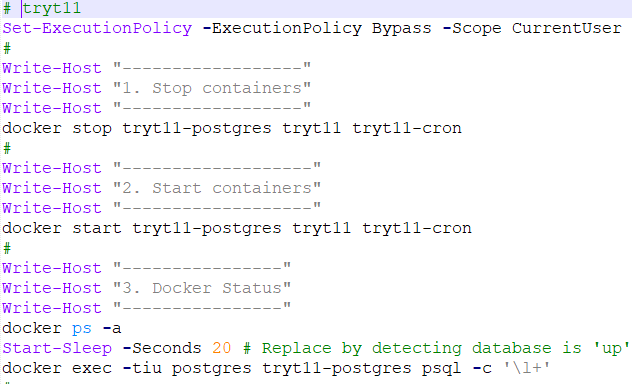 # tryt11
Set-ExecutionPolicy -ExecutionPolicy Bypass -Scope CurrentUser
#
Write-Host "------------------"
Write-Host "1. Stop containers"
Write-Host "------------------"
docker stop tryt11-postgres tryt11 tryt11-cron
#
Write-Host "-------------------"
Write-Host "2. Start containers"
Write-Host "-------------------"
docker start tryt11-postgres tryt11 tryt11-cron
#
Write-Host "----------------"
Write-Host "3. Docker Status"
Write-Host "----------------"
docker ps -a
Start-Sleep -Seconds 20 # Replace by detecting database is 'up'
docker exec -tiu postgres tryt11-postgres psql -c '\l+'